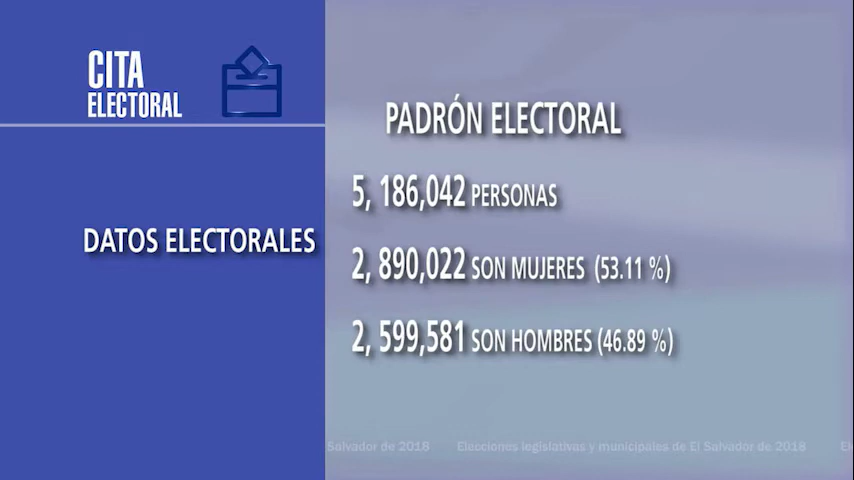 CITA
ELECTORAL
DATOS ELECTORALES
PADRÓN ELECTORAL
5, 186,042 PERSONAS
2, 890,022 SON MUJERES (53.11 %)
2, 599,581 SON HOMBRES (46.89 %)
Salvador de 2018 Elecciones legislativas y municipales de El Salvador de 2018 El